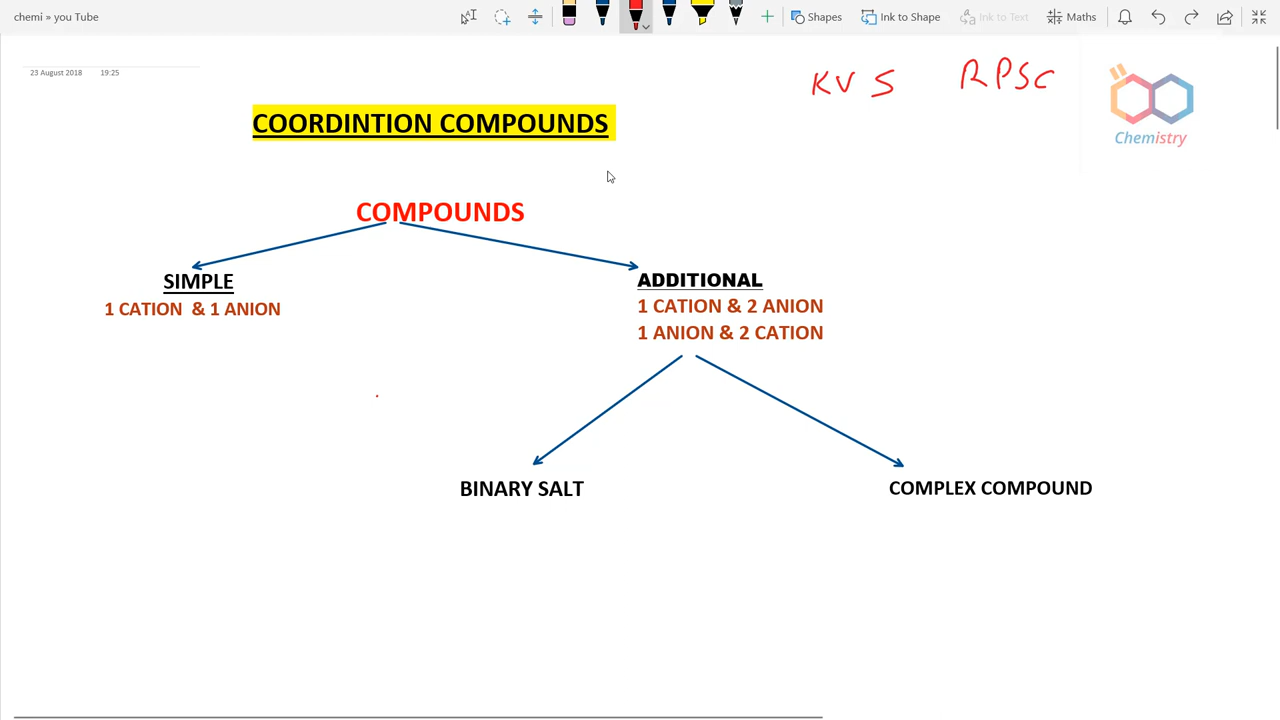 chemi » you Tube
Shapes
Ink to Shape
Ink to Text
Maths
23 August 2018 19:25
KVS RPSC
Chemistry
COORDINTION COMPOUNDS
COMPOUNDS
SIMPLE
1 CATION & 1 ANION
ADDITIONAL
1 CATION & 2 ANION
1 ANION & 2 CATION
BINARY SALT
COMPLEX COMPOUND